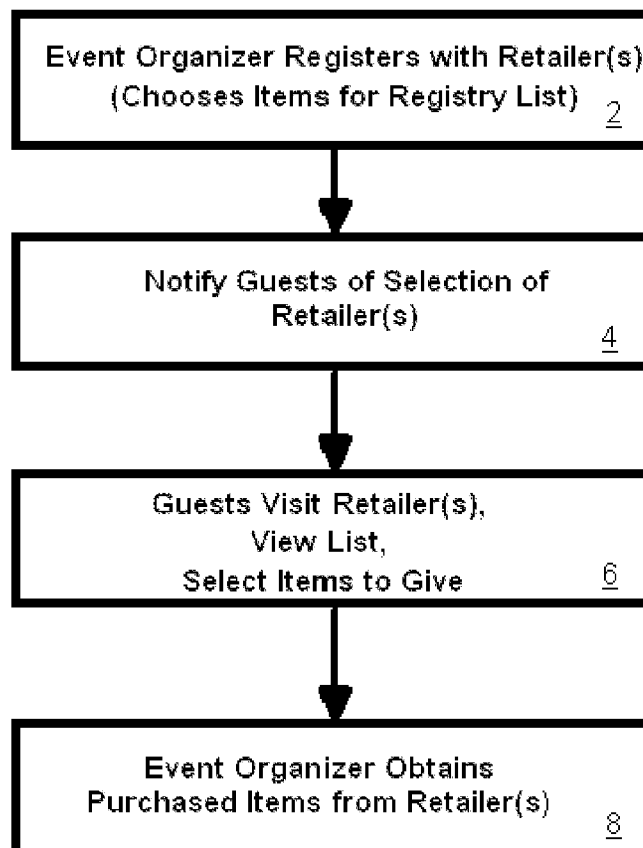 Event Organizer Registers with Retailer(s)
(Chooses Items for Registry List)
2
Notify Guests of Selection of
Retailer(s)
4
Guests Visit Retailer(s),
View List,
Select Items to Give
6
Event Organizer Obtains
Purchased Items from Retailer(s)
8